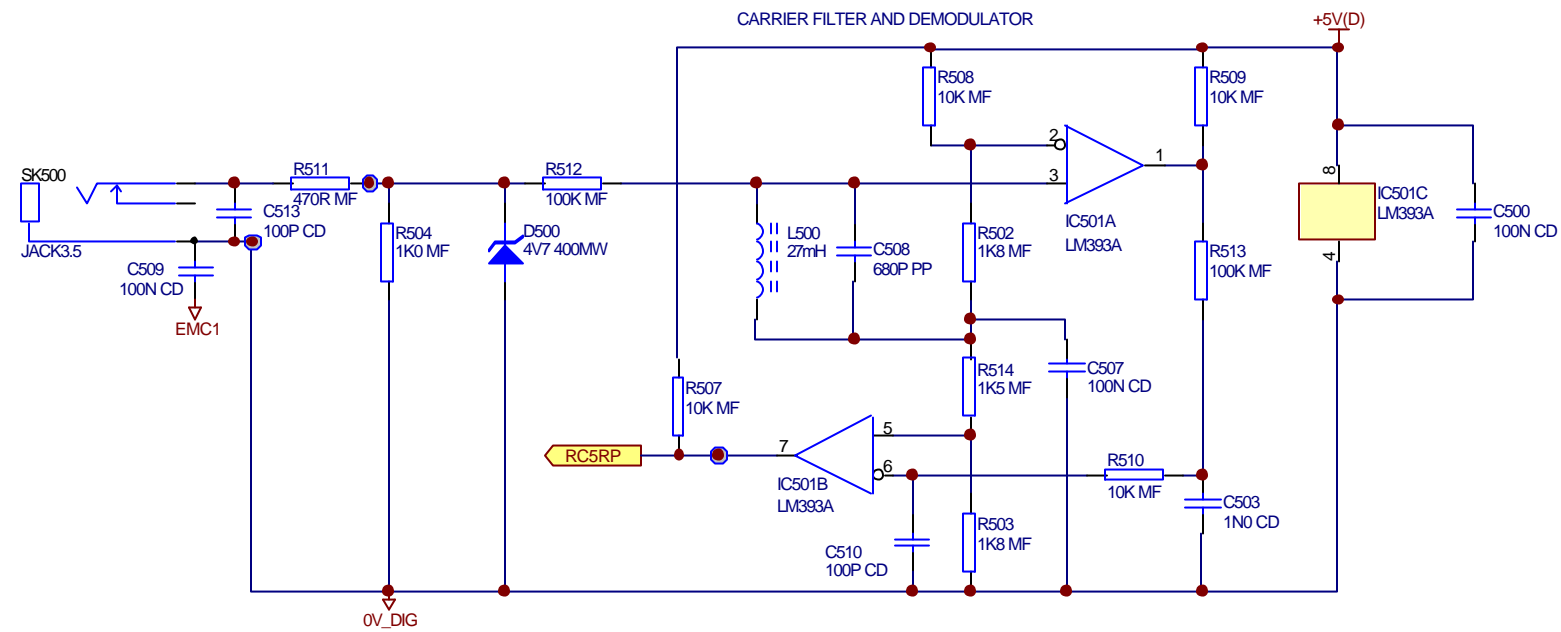 CARRIER FILTER AND DEMODULATOR
+5V(D)
R508
10K MF
R509
10K MF
2
3
1
IC501A
LM393A
SK500
JACK3.5
R511
470R MF
C513
100P CD
C509
100N CD
EMC1
R504
1K0 MF
D500
4V7 400MW
R512
100K MF
L500
27mH
C508
680P PP
R502
1K8 MF
R513
100K MF
8
IC501C
LM393A
4
C500
100N CD
R514
1K5 MF
C507
100N CD
R507
10K MF
RC5RP
7
5
6
IC501B
LM393A
R510
10K MF
C503
1N0 CD
C510
100P CD
R503
1K8 MF
0V_DIG